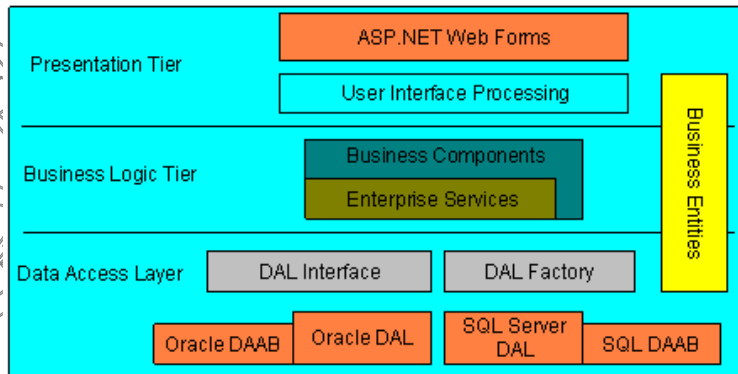 ASP.NET Web Forms
Presentation Tier
User Interface Processing
Business Entities
Business Components
Business Logic Tier
Enterprise Services
Data Access Layer
DAL Interface
DAL Factory
Oracle DAAB
Oracle DAL
SQL Server
DAL
SQL DAAB